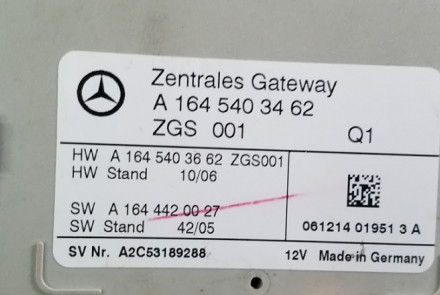 Zentrales Gateway
A 164 540 34 62
ZGS 001 Q1
HW A 164 540 36 62 ZGS001
HW Stand 10/06
SW A 164 442 00 27
SW Stand 42/05
061214 01951 3 A
SV Nr. A2C53189288 12V Made in Germany